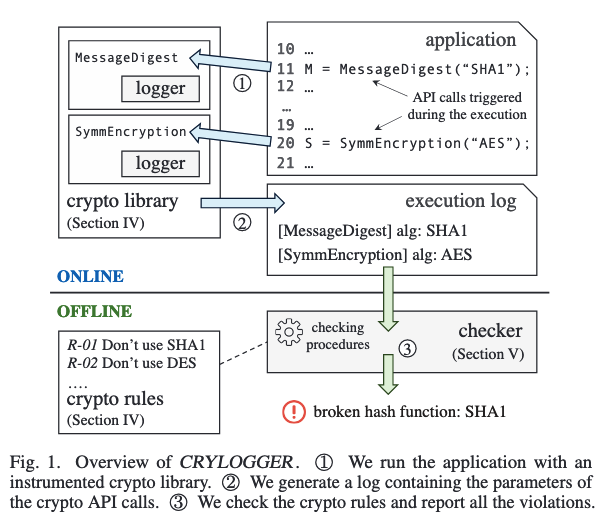 MessageDigest
logger
SymmEncryption
logger
crypto library
(Section IV)
①
②
application
10 …
11 M = MessageDigest(“SHA1”);
12 …
…
19 …
20 S = SymmEncryption(“AES”);
21 …
API calls triggered
during the execution
execution log
[MessageDigest] alg: SHA1
[SymmEncryption] alg: AES
ONLINE
OFFLINE
R-01 Don’t use SHA1
R-02 Don’t use DES
....
crypto rules
(Section IV)
checking
procedures
③
checker
(Section V)
! broken hash function: SHA1
Fig. 1. Overview of CRYLOGGER. ① We run the application with an
instrumented crypto library. ② We generate a log containing the parameters of
the crypto API calls. ③ We check the crypto rules and report all the violations.